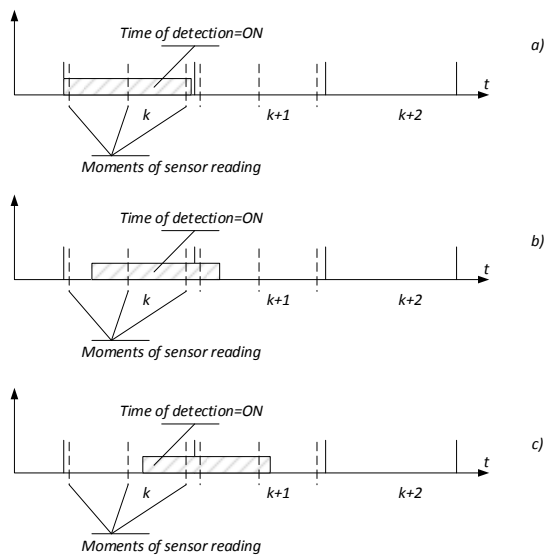 Time of detection=ON
a)
t
k
k+1
k+2
Moments of sensor reading
Time of detection=ON
b)
t
k
k+1
k+2
Moments of sensor reading
Time of detection=ON
c)
t
k
k+1
k+2
Moments of sensor reading